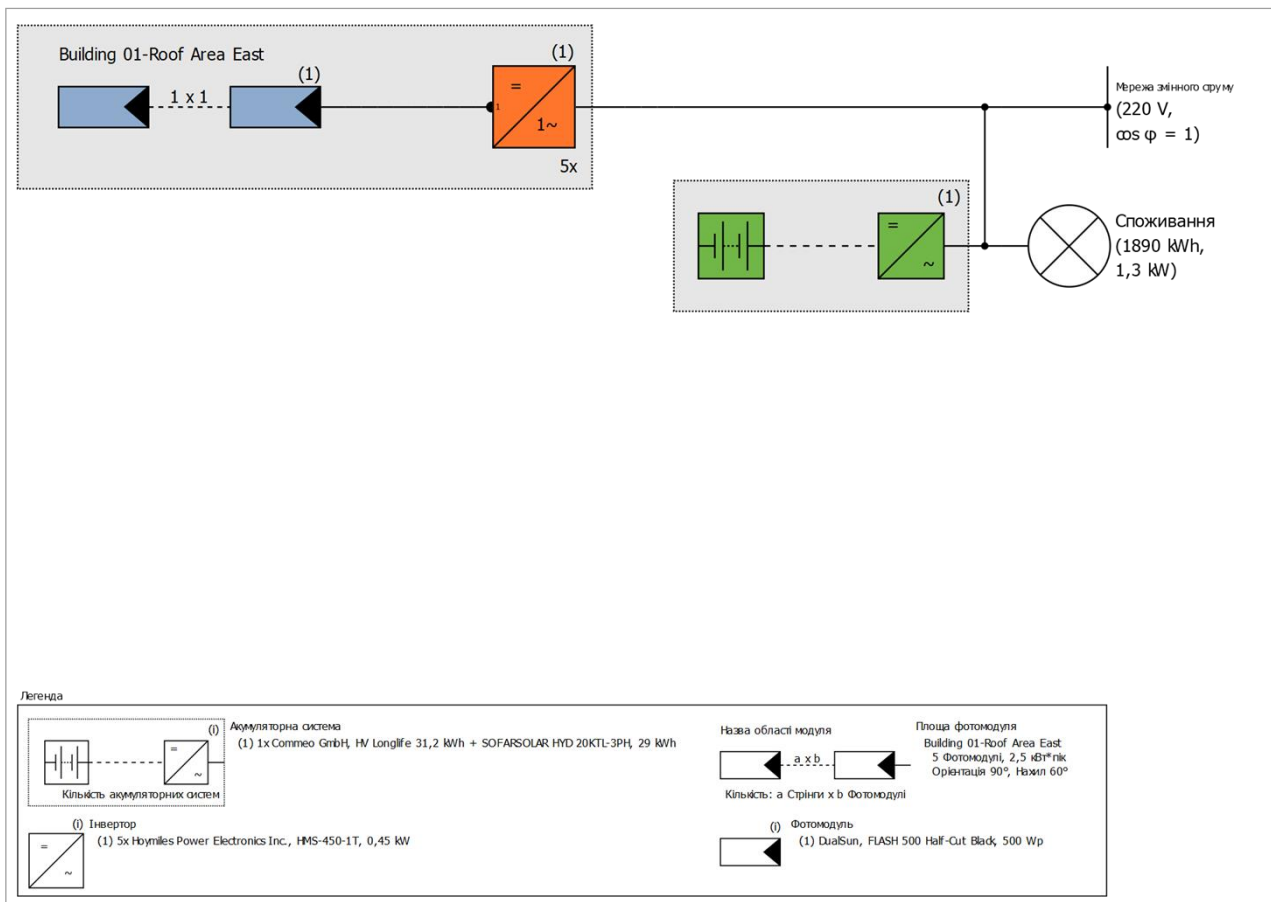 Building 01-Roof Area East
(1)
(1)
1 x 1
=
1
1~
5x
Мережа змінного струму
(220 V,
cos φ = 1)
(1)
=
~
Споживання
(1890 kWh,
1,3 kW)
Легенда
(i) Акумуляторна система
(1) 1x Commeo GmbH, HV Longlife 31,2 kWh + SOFARSOLAR HYD 20KTL-3PH, 29 kWh
=
~
Кількість акумуляторних систем
(i) Інвертор
(1) 5x Hoymiles Power Electronics Inc., HMS-450-1T, 0,45 kW
=
~
Назва області модуля
a x b
Кількість: a Стрінги x b Фотомодулі
Площа фотомодуля
Building 01-Roof Area East
5 Фотомодулі, 2,5 кВт*пік
Орієнтація 90°, Нахил 60°
(i) Фотомодуль
(1) DualSun, FLASH 500 Half-Cut Black, 500 Wp